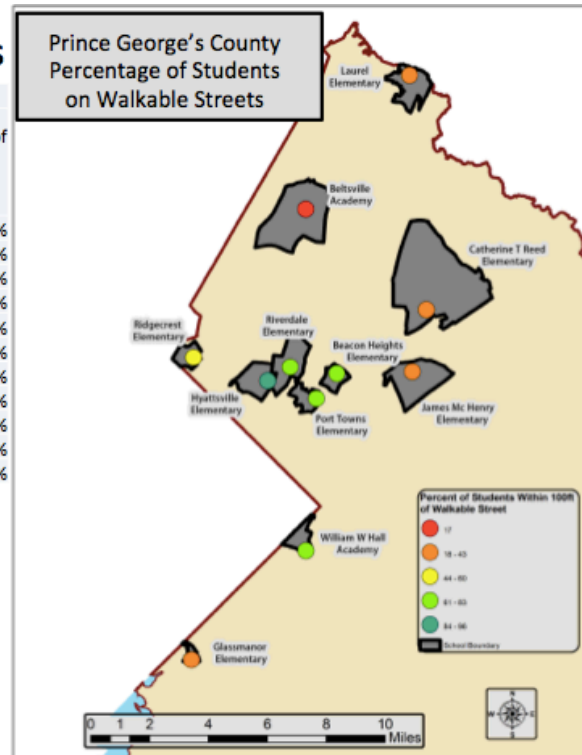 s
of
%
%
%
%
%
%
%
%
%
%
%
Prince George's County
Percentage of Students
on Walkable Streets
Laurel
Elementary
Beltsville
Academy
Catherine T Reed
Elementary
Ridgecrest
Elementary
Riverdale
Elementary
Beacon Heights
Elementary
Hyattsville
Elementary
Port Towns
Elementary
James Mc Henry
Elementary
William W Hall
Academy
Glassmanor
Elementary
Percent of Students Within 100ft
of Walkable Street
17
18 - 43
44 - 60
61 - 83
84 - 96
School Boundary
0 1 2 4 6 8 10
Miles
N
W E
S